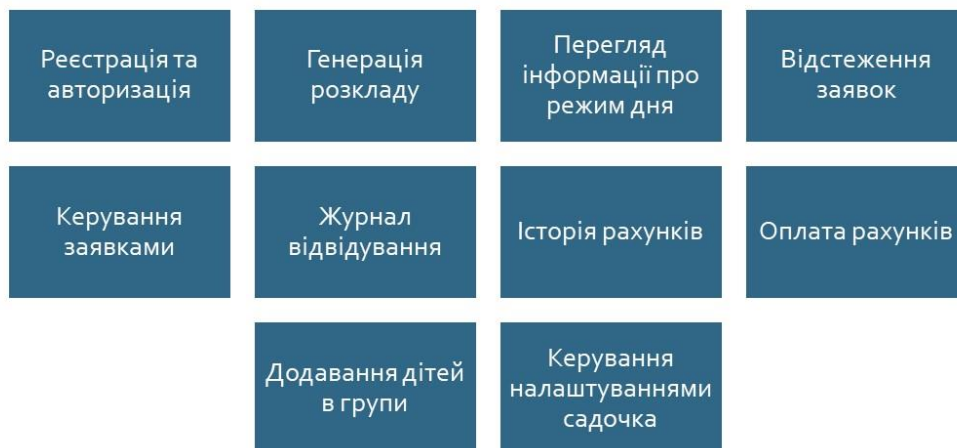 Реєстрація та
авторизація
Генерація
розкладу
Перегляд
інформації про
режим дня
Відстеження
заявок
Керування
заявками
Журнал
відвідування
Історія рахунків
Оплата рахунків
Додавання дітей
в групи
Керування
налаштуваннями
садочка